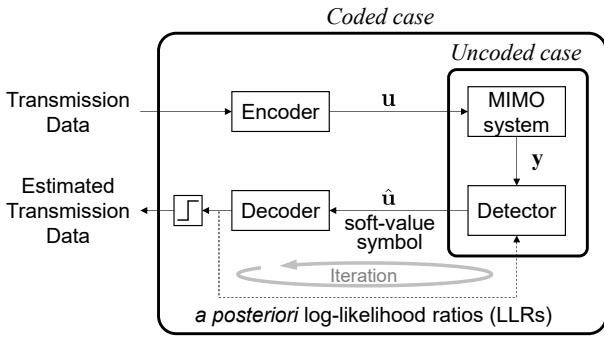 Coded case
Uncoded case
Transmission
Data
Encoder
u
MIMO
system
y
Estimated
Transmission
Data
Decoder
û
soft-value
symbol
Detector
Iteration
a posteriori log-likelihood ratios (LLRs)